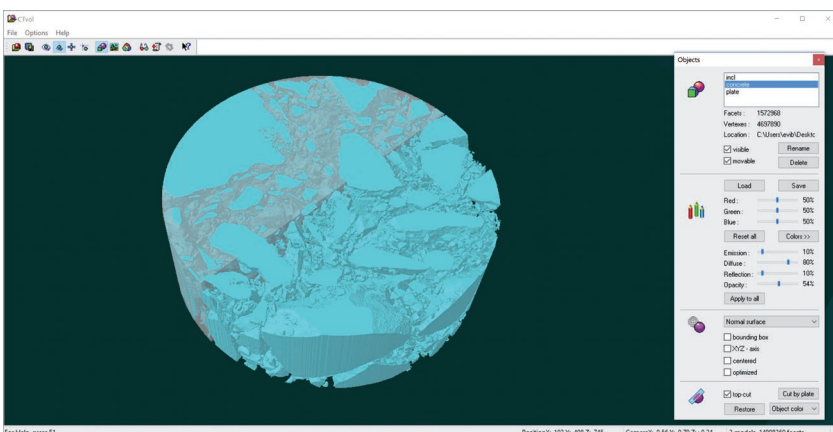 CTvol
File Options Help
Objects
incl
concrete
plate
Facets : 1572968
Vertexes : 4697890
Location : C:\Users\evib\Desktc
visible Rename
movable Delete
Load Save
Red : 50%
Green : 50%
Blue : 50%
Reset all Colors >>
Emission : 10%
Diffuse : 80%
Reflection : 10%
Opacity : 54%
Apply to all
Normal surface
bounding box
XYZ - axis
centered
optimized
top-cut Cut by plate
Restore Object color